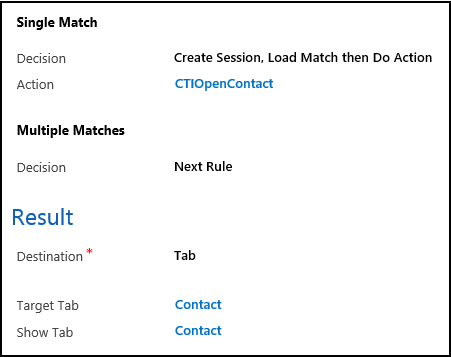 Single Match
Decision Create Session, Load Match then Do Action
Action CTIOpenContact
Multiple Matches
Decision Next Rule
Result
Destination * Tab
Target Tab Contact
Show Tab Contact